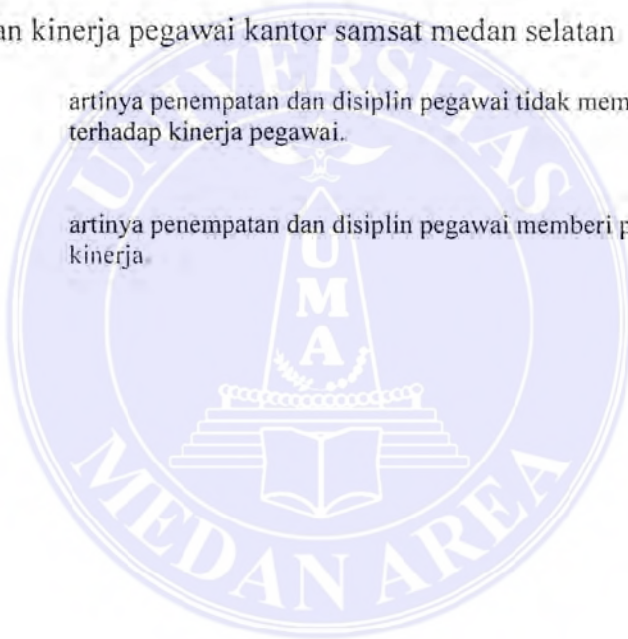 an kinerja pegawai kantor samsat medan selatan
artinya penempatan dan disiplin pegawai tidak mem
terhadap kinerja pegawai.
artinya penempatan dan disiplin pegawai memberi p
kinerja.
UNIVERSITAS
U
M
A
MEDAN AREA